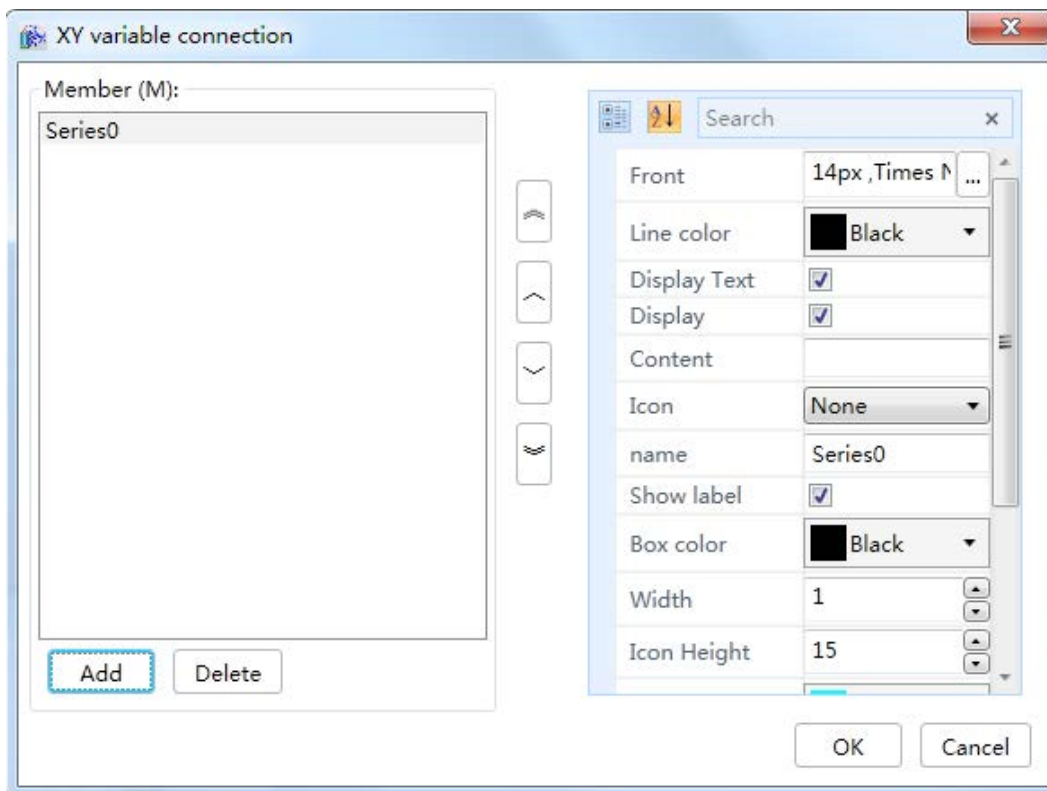 XY variable connection
Member (M):
Series0
Add
Delete
Search
Front 14px ,Times N ...
Line color Black
Display Text
Display
Content
Icon None
name Series0
Show label
Box color Black
Width 1
Icon Height 15
OK
Cancel